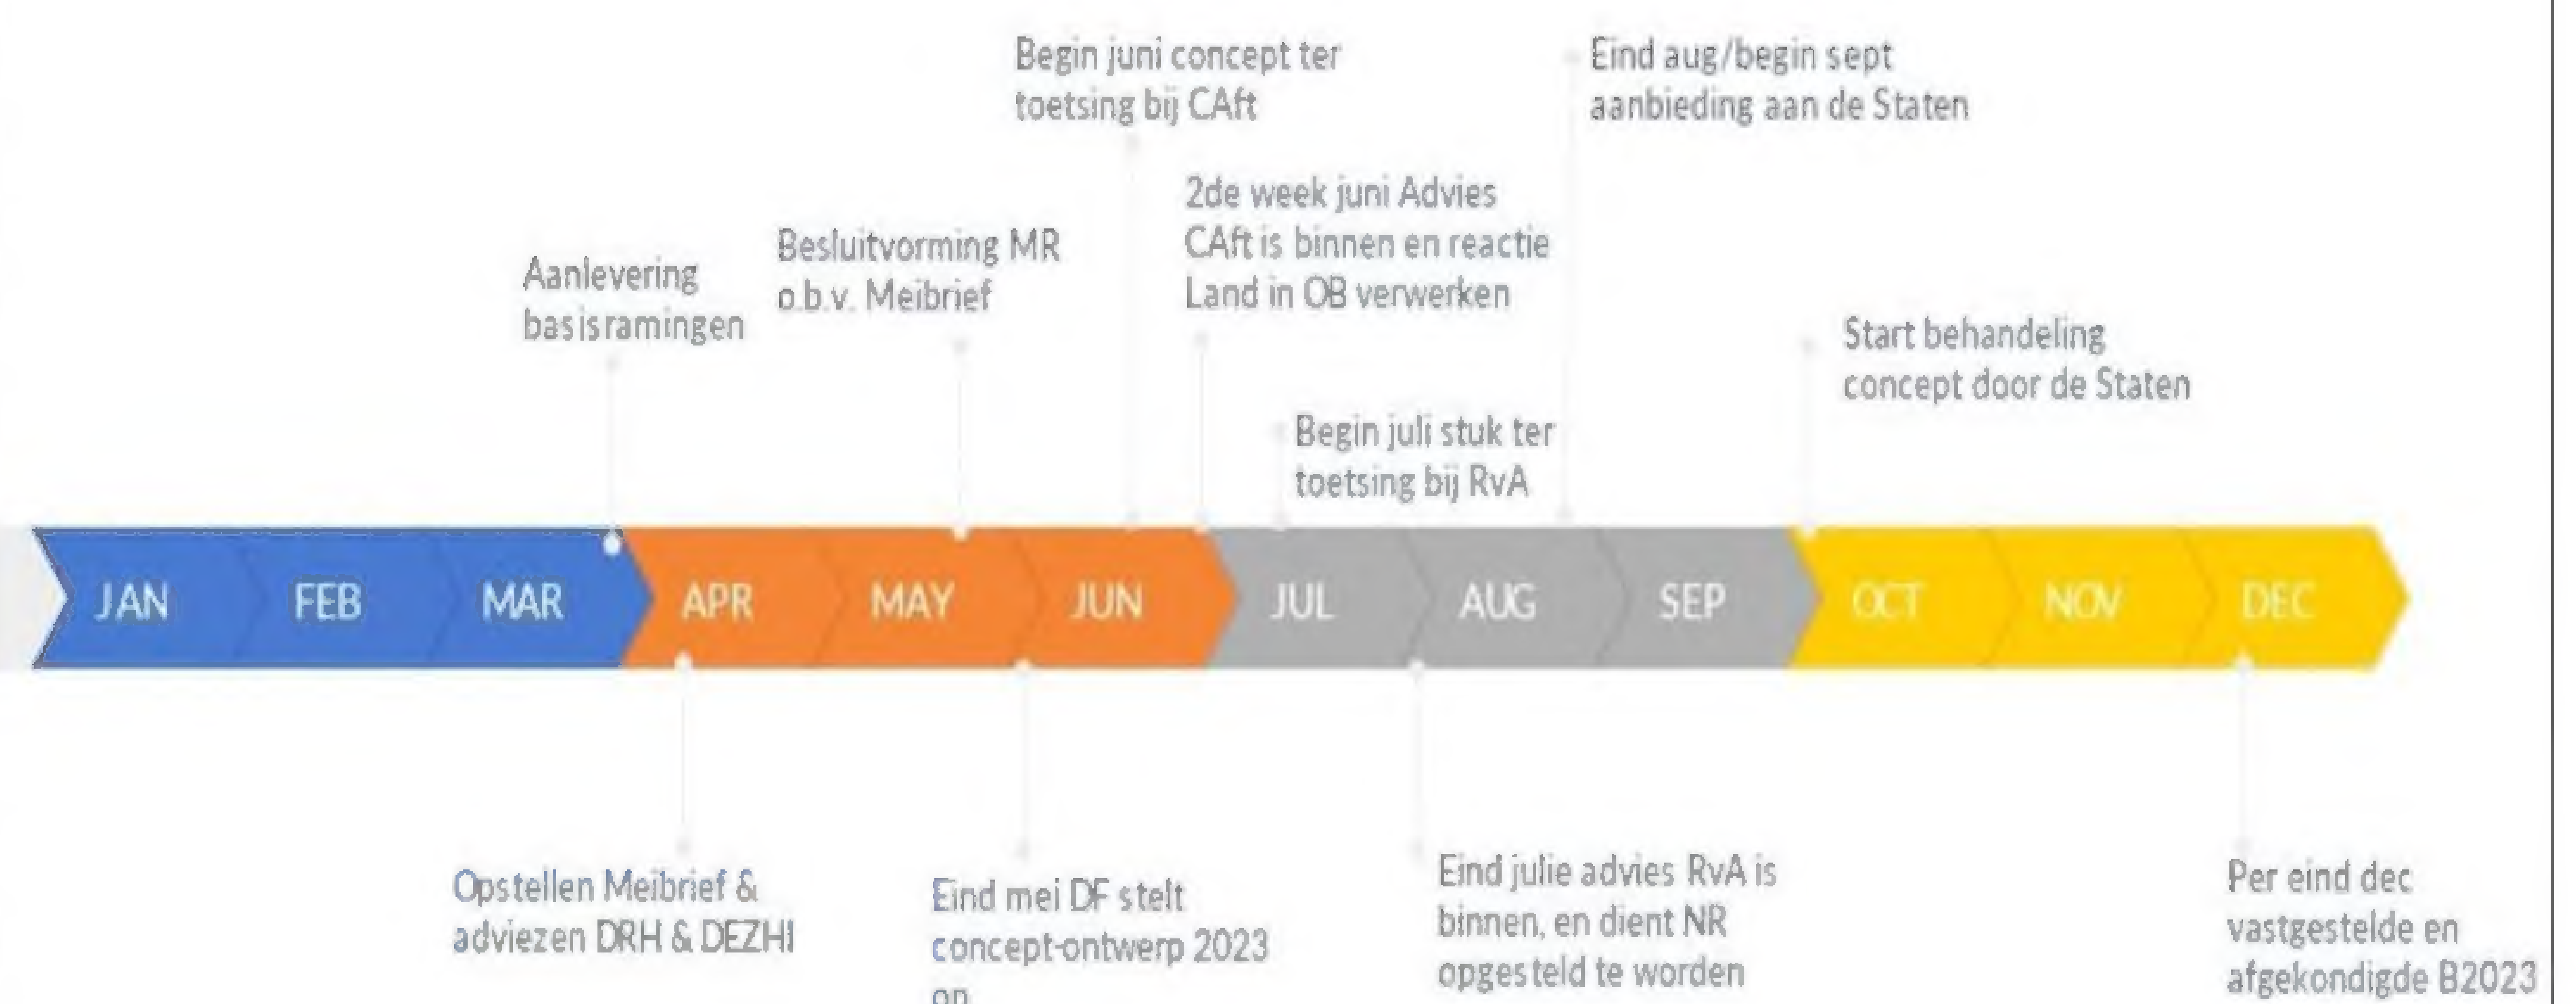 Begin juni concept ter
toetsing bij CAft
Eind aug/begin sept
aanbieding aan de Staten
2de week juni Advies
CAft is binnen en reactie
Land in OB verwerken
Besluitvorming MR
o.b.v. Meibrief
Aanlevering
basisramingen
Start behandeling
concept door de Staten
Begin juli stuk ter
toetsing bij RvA
JAN FEB MAR APR MAY JUN JUL AUG SEP OCT NOV DEC
Opstellen Meibrief &
adviezen DRH & DEZHI
Eind mei DF stelt
concept-ontwerp 2023
op
Eind julie advies RvA is
binnen, en dient NR
opgesteld te worden
Per eind dec
vastgestelde en
afgekondigde B2023